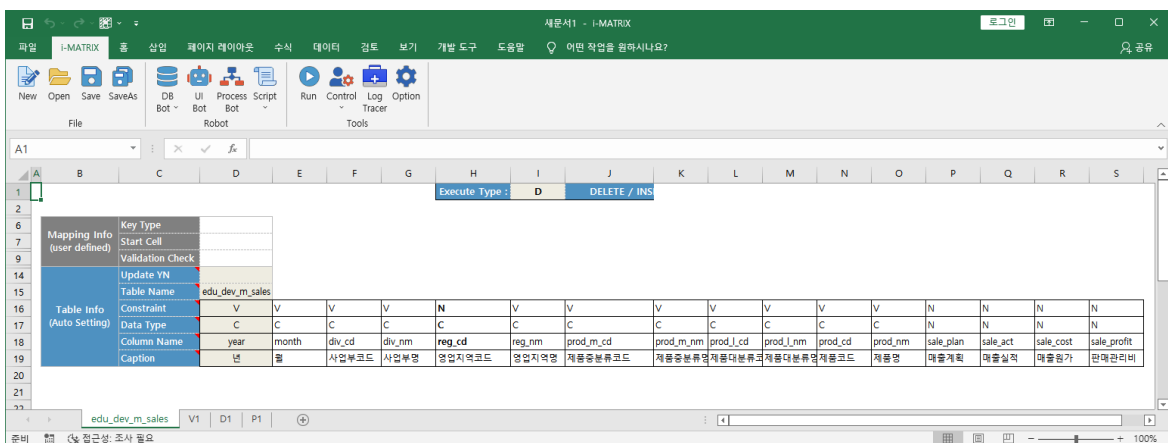 새문서1 - i-MATRIX
로그인
파일 i-MATRIX 홈 삽입 페이지 레이아웃 수식 데이터 검토 보기 개발 도구 도움말 어떤 작업을 원하시나요? 공유
New Open Save SaveAs DB Bot UI Bot Process Bot Script Run Control Log Tracer Option
File Robot Tools
A1 fx
A B C D E F G H I J K L M N O P Q R S
1 Execute Type : D DELETE / INS
2
6 Mapping Info (user defined) Key Type
7 Start Cell
9 Validation Check
14 Table Info (Auto Setting) Update YN
15 Table Name edu_dev_m_sales
16 Constraint V V V V N V V V V V V V N N N N
17 Data Type C C C C C C C C C C C C N N N N
18 Column Name year month div_cd div_nm reg_cd reg_nm prod_m_cd prod_m_nm prod_l_cd prod_l_nm prod_cd prod_nm sale_plan sale_act sale_cost sale_profit
19 Caption 년 월 사업부코드 사업부명 영업지역코드 영업지역명 제품중분류코드 제품중분류명 제품대분류코 제품대분류명 제품코드 제품명 매출계획 매출실적 매출원가 판매관리비
20
21
22
edu_dev_m_sales V1 D1 P1
준비 접근성: 조사 필요 100%